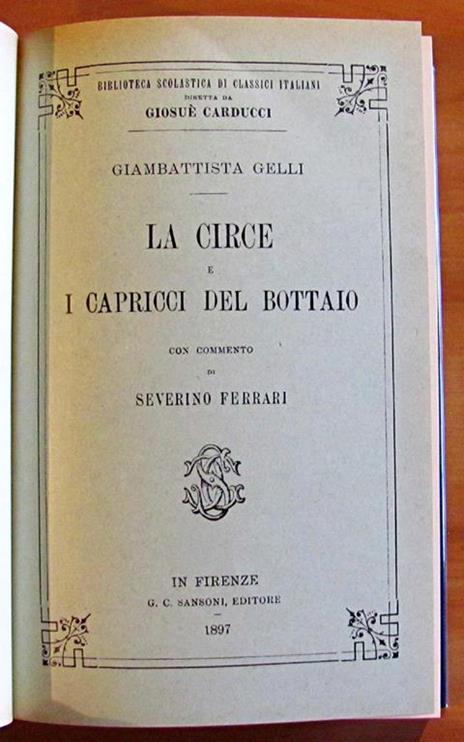 BIBLIOTECA SCOLASTICA DI CLASSICI ITALIANI
DIRETTA DA
GIOSUÈ CARDUCCI
GIAMBATTISTA GELLI
LA CIRCE
E
I CAPRICCI DEL BOTTAIO
CON COMMENTO
DI
SEVERINO FERRARI
IN FIRENZE
G. C. SANSONI, EDITORE
1897